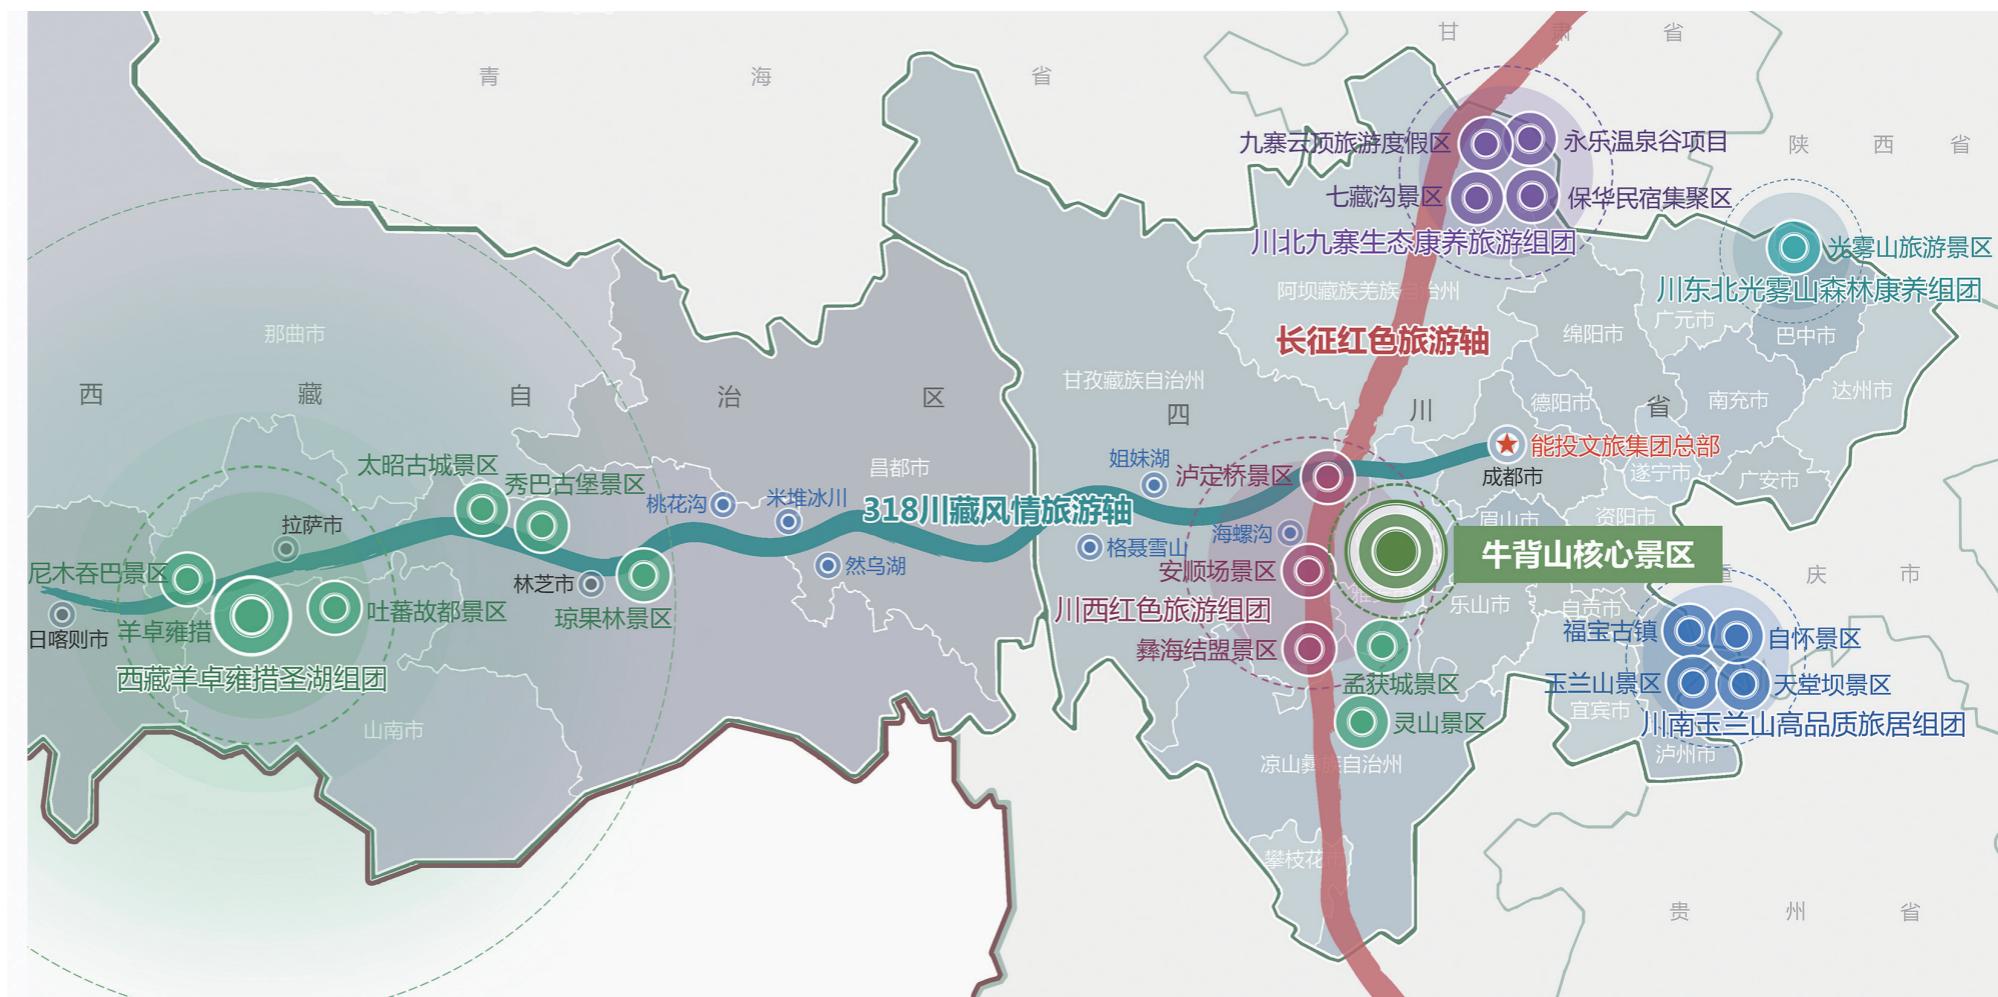 甘肃省
青海省
陕西省
九寨云顶旅游度假区
永乐温泉谷项目
七藏沟景区
保华民宿集聚区
川北九寨生态康养旅游组团
光雾山旅游景区
川东北光雾山森林康养组团
阿坝藏族羌族自治州
广元市
绵阳市
巴中市
那曲市
长征红色旅游轴
甘孜藏族自治州
西藏自治区
四川省
德阳市
南充市
达州市
能投文旅集团总部
成都市
遂宁市
广安市
姐妹湖
泸定桥景区
昌都市
太昭古城景区
秀巴古堡景区
桃花沟
米堆冰川
318川藏风情旅游轴
拉萨市
海螺沟
格聂雪山
眉山市
资阳市
牛背山核心景区
尼木吞巴景区
然乌湖
安顺场景区
林芝市
重庆市
川西红色旅游组团
乐山市
自贡市
吐蕃故都景区
琼果林景区
日喀则市
羊卓雍措
福宝古镇
自怀景区
彝海结盟景区
西藏羊卓雍措圣湖组团
孟获城景区
玉兰山景区
天堂坝景区
宜宾市
灵山景区
川南玉兰山高品质旅居组团
山南市
泸州市
凉山彝族自治州
攀枝花市
贵州省